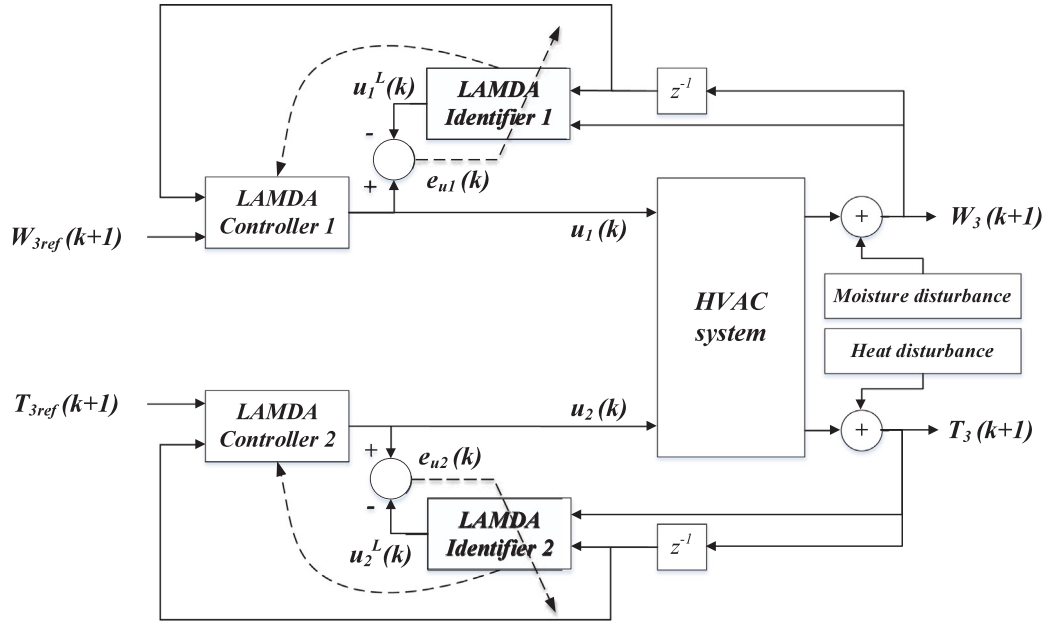 u₁ᴸ(k)
LAMDA
Identifier 1
z⁻¹
-
+
eᵤ₁(k)
LAMDA
Controller 1
W₃ref(k+1)
u₁(k)
+
W₃(k+1)
HVAC
system
Moisture disturbance
Heat disturbance
T₃ref(k+1)
LAMDA
Controller 2
u₂(k)
+
T₃(k+1)
+
eᵤ₂(k)
-
u₂ᴸ(k)
LAMDA
Identifier 2
z⁻¹